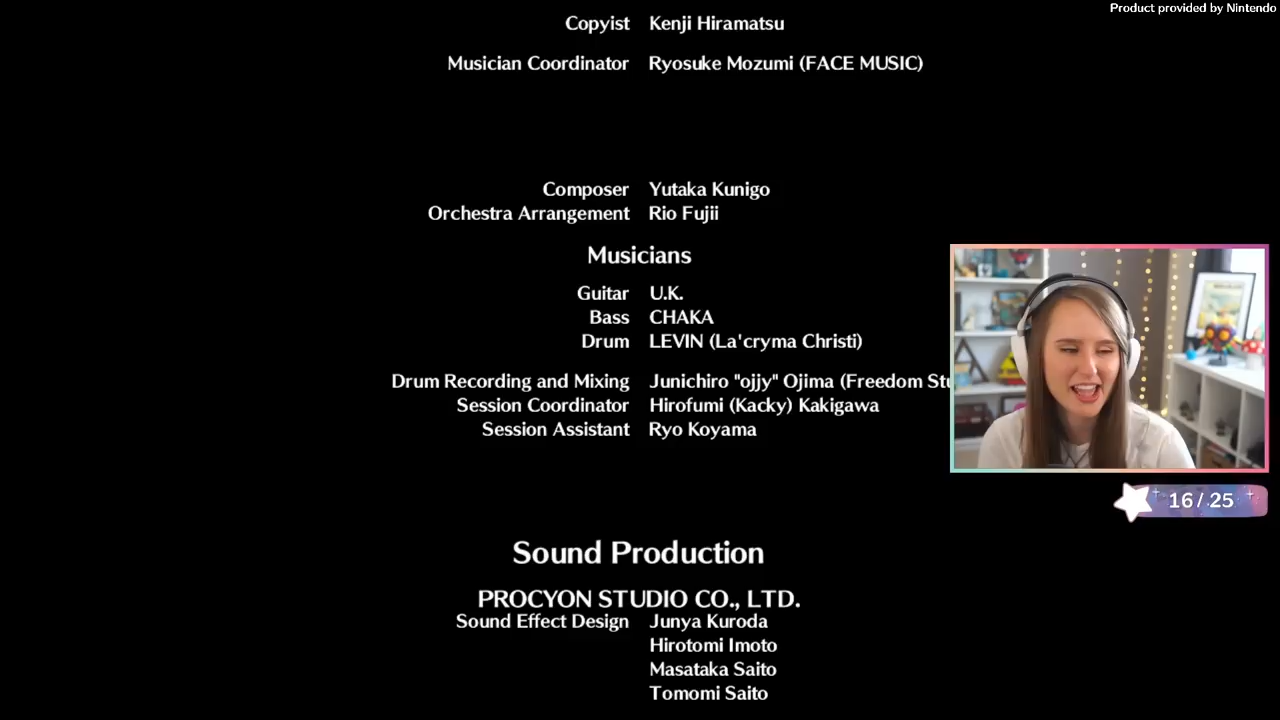 Product provided by Nintendo
Copyist Kenji Hiramatsu
Musician Coordinator Ryosuke Mozumi (FACE MUSIC)
Composer Yutaka Kunigo
Orchestra Arrangement Rio Fujii
Musicians
Guitar U.K.
Bass CHAKA
Drum LEVIN (La'cryma Christi)
Drum Recording and Mixing Junichiro "ojjy" Ojima (Freedom Stu
Session Coordinator Hirofumi (Kacky) Kakigawa
Session Assistant Ryo Koyama
16/25
Sound Production
PROCYON STUDIO CO., LTD.
Sound Effect Design Junya Kuroda
Hirotomi Imoto
Masataka Saito
Tomomi Saito